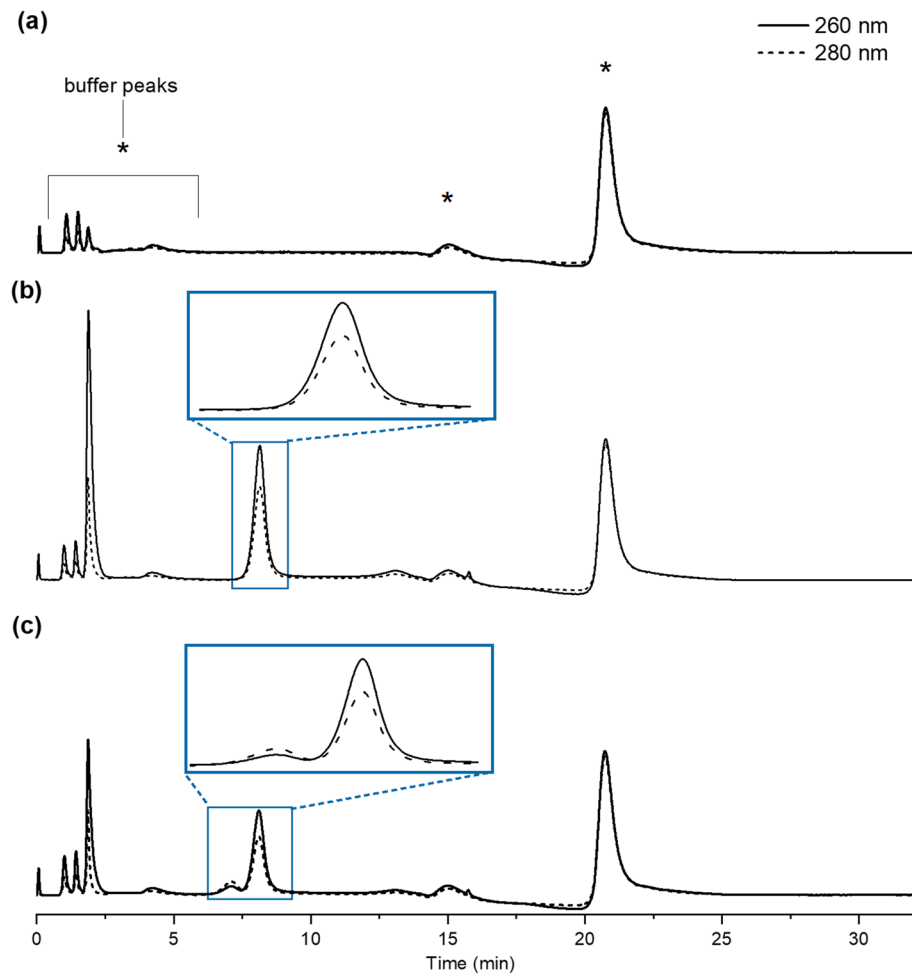 (a)
260 nm
280 nm
buffer peaks
*
*
*
(b)
(c)
0 5 10 15 20 25 30
Time (min)